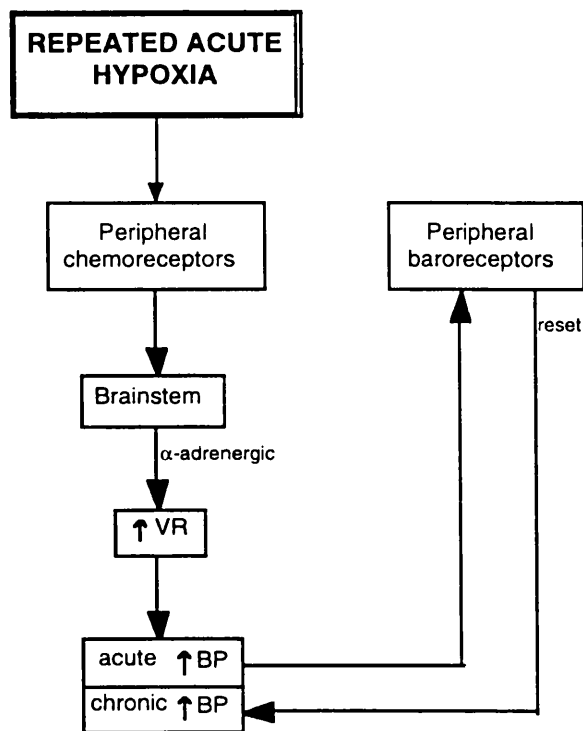 REPEATED ACUTE
HYPOXIA
Peripheral
chemoreceptors
Peripheral
baroreceptors
reset
Brainstem
α-adrenergic
↑ VR
acute ↑BP
chronic ↑BP